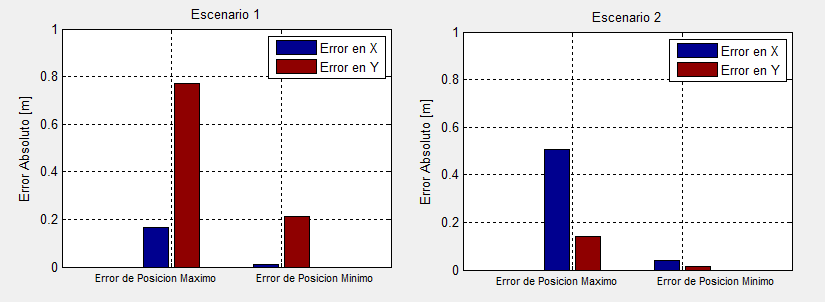 Escenario 1
Error Absoluto [m]
1
0.8
0.6
0.4
0.2
0
Error en X
Error en Y
Error de Posicion Maximo
Error de Posicion Minimo
Escenario 2
Error Absoluto [m]
1
0.8
0.6
0.4
0.2
0
Error en X
Error en Y
Error de Posicion Maximo
Error de Posicion Minimo